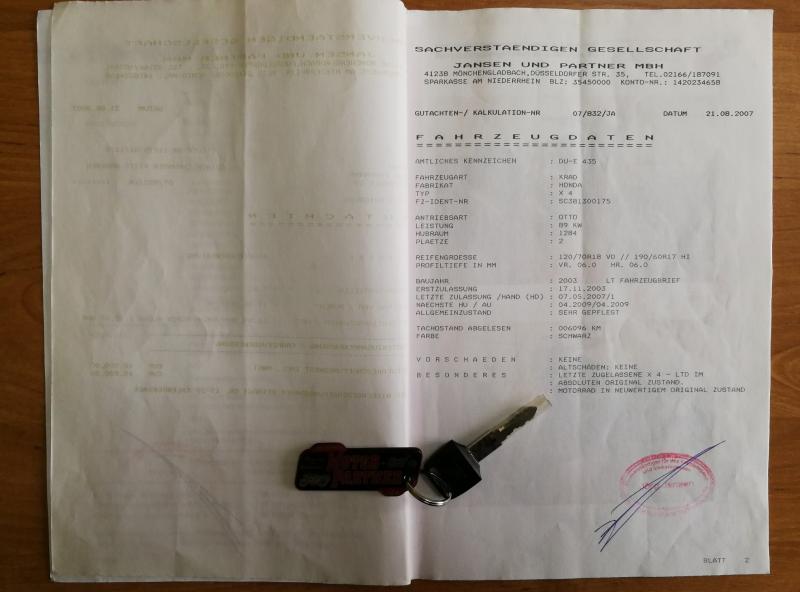 SACHVERSTAENDIGEN GESELLSCHAFT
JANSEN UND PARTNER MBH
41238 MÖNCHENGLADBACH,DÜSSELDORFER STR. 35, TEL.02166/187091
SPARKASSE AM NIEDERRHEIN BLZ: 35450000 KONTO-NR.: 1420234658
GUTACHTEN-/ KALKULATION-NR 07/832/JA DATUM 21.08.2007
F A H R Z E U G D A T E N
=========================
AMTLICHES KENNZEICHEN : DU-E 435
FAHRZEUGART : KRAD
FABRIKAT : HONDA
TYP : X 4
FZ-IDENT-NR : SC381300175
ANTRIEBSART : OTTO
LEISTUNG : 89 KW
HUBRAUM : 1284
PLAETZE : 2
REIFENGROESSE : 120/70R18 VO // 190/60R17 HI
PROFILTIEFE IN MM : VR. 06.0 HR. 06.0
BAUJAHR : 2003 LT FAHRZEUGBRIEF
ERSTZULASSUNG : 17.11.2003
LETZTE ZULASSUNG /HAND (HD) : 07.05.2007/1
NAECHSTE HU / AU : 04.2009/04.2009
ALLGEMEINZUSTAND : SEHR GEPFLEGT
TACHOSTAND ABGELESEN : 006096 KM
FARBE : SCHWARZ
V O R S C H A E D E N : KEINE
: ALTSCHÄDEN: KEINE
B E S O N D E R E S : LETZTE ZUGELASSENE X 4 - LTD IM
: ABSOLUTEN ORIGINAL ZUSTAND.
: MOTORRAD IN NEUWERTIGEM ORIGINAL ZUSTAND
BLATT 2